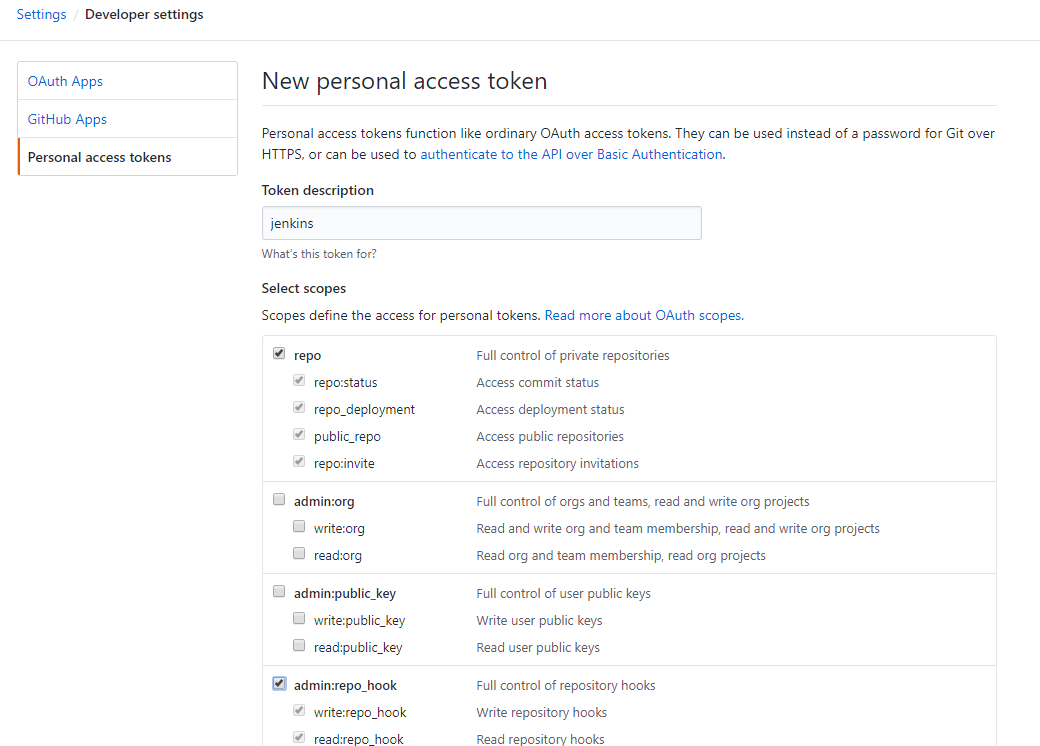 Settings / Developer settings
OAuth Apps
GitHub Apps
Personal access tokens
New personal access token
Personal access tokens function like ordinary OAuth access tokens. They can be used instead of a password for Git over
HTTPS, or can be used to authenticate to the API over Basic Authentication.
Token description
jenkins
What's this token for?
Select scopes
Scopes define the access for personal tokens. Read more about OAuth scopes.
repo Full control of private repositories
repo:status Access commit status
repo_deployment Access deployment status
public_repo Access public repositories
repo:invite Access repository invitations
admin:org Full control of orgs and teams, read and write org projects
write:org Read and write org and team membership, read and write org projects
read:org Read org and team membership, read org projects
admin:public_key Full control of user public keys
write:public_key Write user public keys
read:public_key Read user public keys
admin:repo_hook Full control of repository hooks
write:repo_hook Write repository hooks
read:repo_hook Read repository hooks